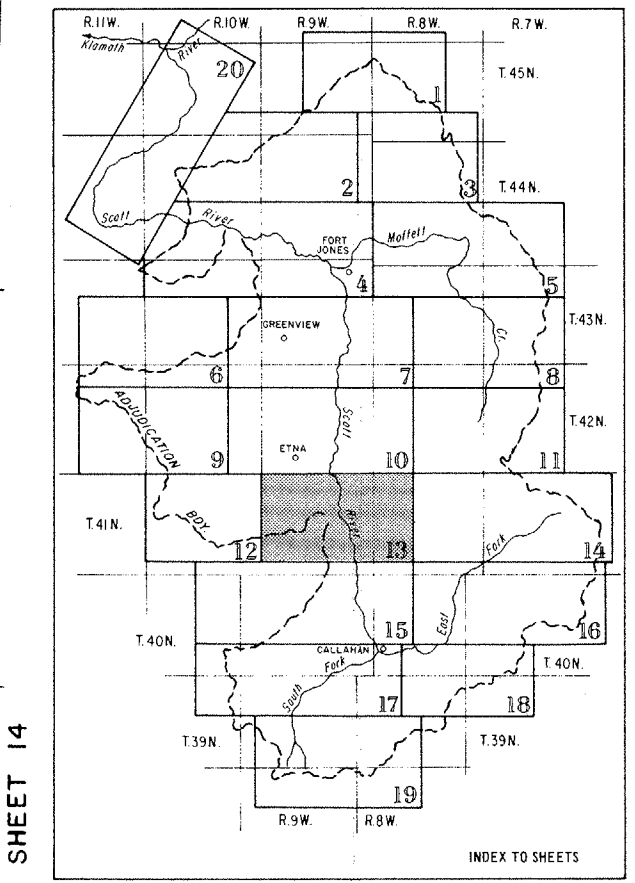 R.11W. R.10W. R.9W. R.8W. R.7W.
Klamath River
20
1
T.45N.
2
3
T.44N.
Scott River
FORT JONES
Moffett
Cr.
4
5
T.43N.
GREENVIEW
6
7
8
ADJUDICATION BDY
Scott River
T.42N.
ETNA
9
10
11
T.41N.
12
13
14
East Fork
T.40N.
15
16
CALLAHAN
South Fork
T.40N.
17
18
T.39N.
T.39N.
19
R.9W. R.8W.
INDEX TO SHEETS
SHEET 14